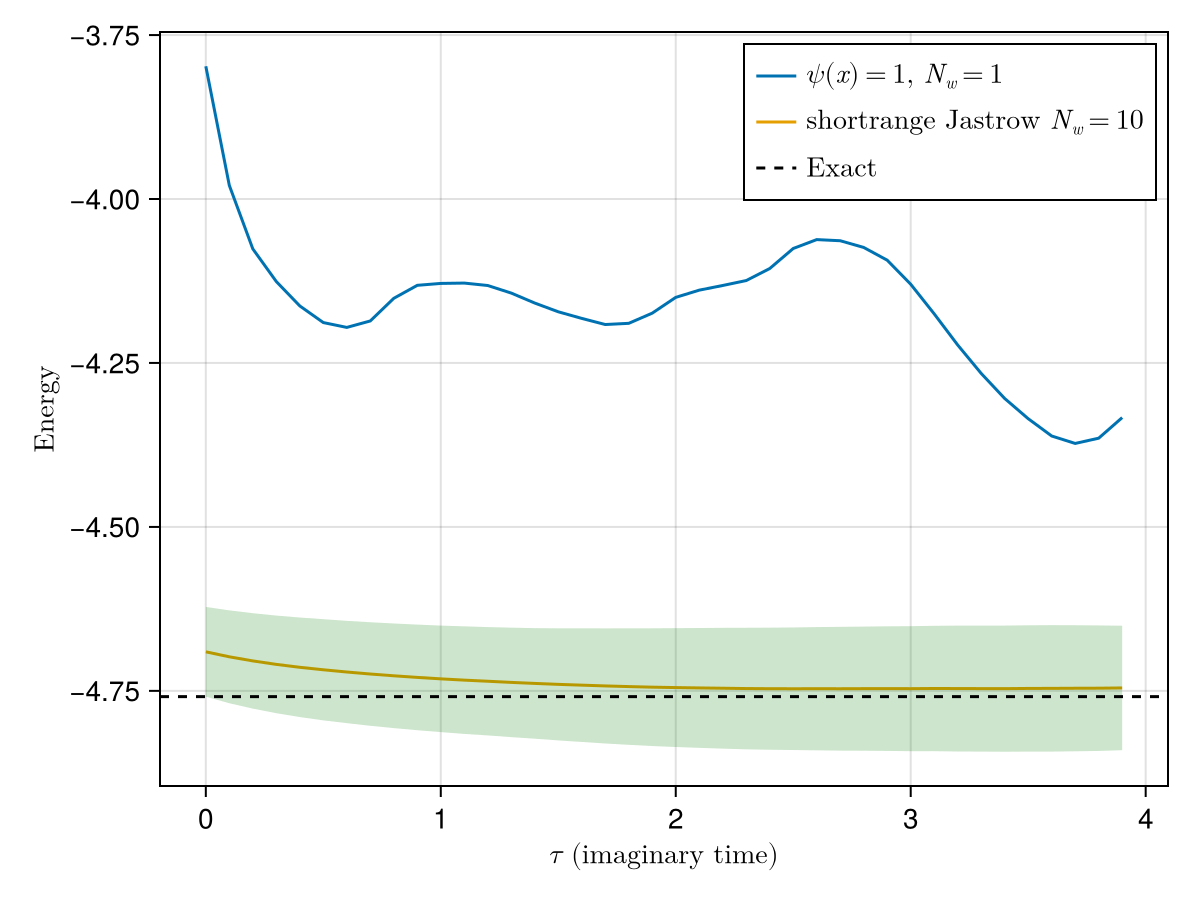 −3.75
−4.00
−4.25
−4.50
−4.75
Energy
ψ(x) = 1, N_w = 1
shortrange Jastrow N_w = 10
Exact
0 1 2 3 4
τ (imaginary time)